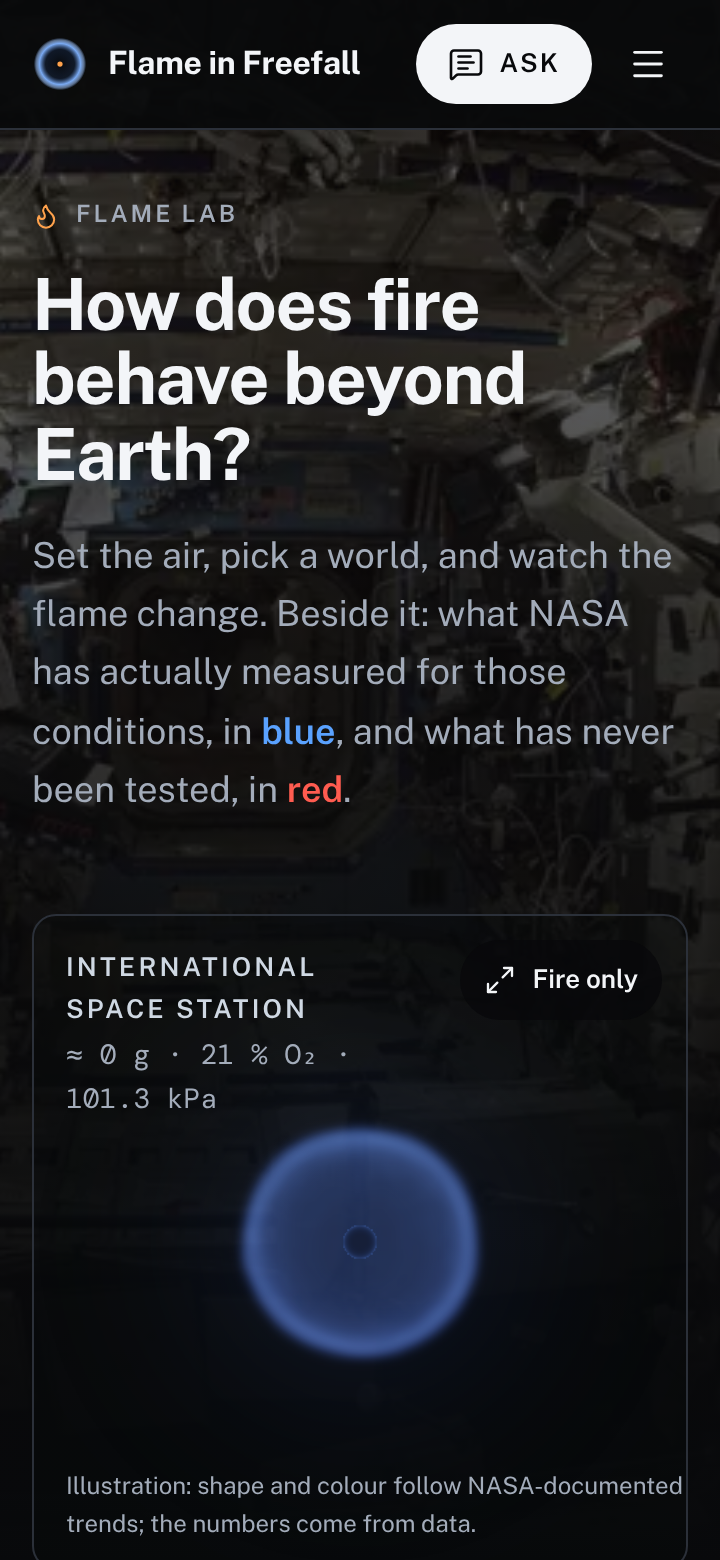 Flame in Freefall
ASK
FLAME LAB
How does fire
behave beyond
Earth?
Set the air, pick a world, and watch the
flame change. Beside it: what NASA
has actually measured for those
conditions, in blue, and what has never
been tested, in red.
INTERNATIONAL
SPACE STATION
Fire only
≈ 0 g · 21 % O₂ ·
101.3 kPa
Illustration: shape and colour follow NASA-documented
trends; the numbers come from data.